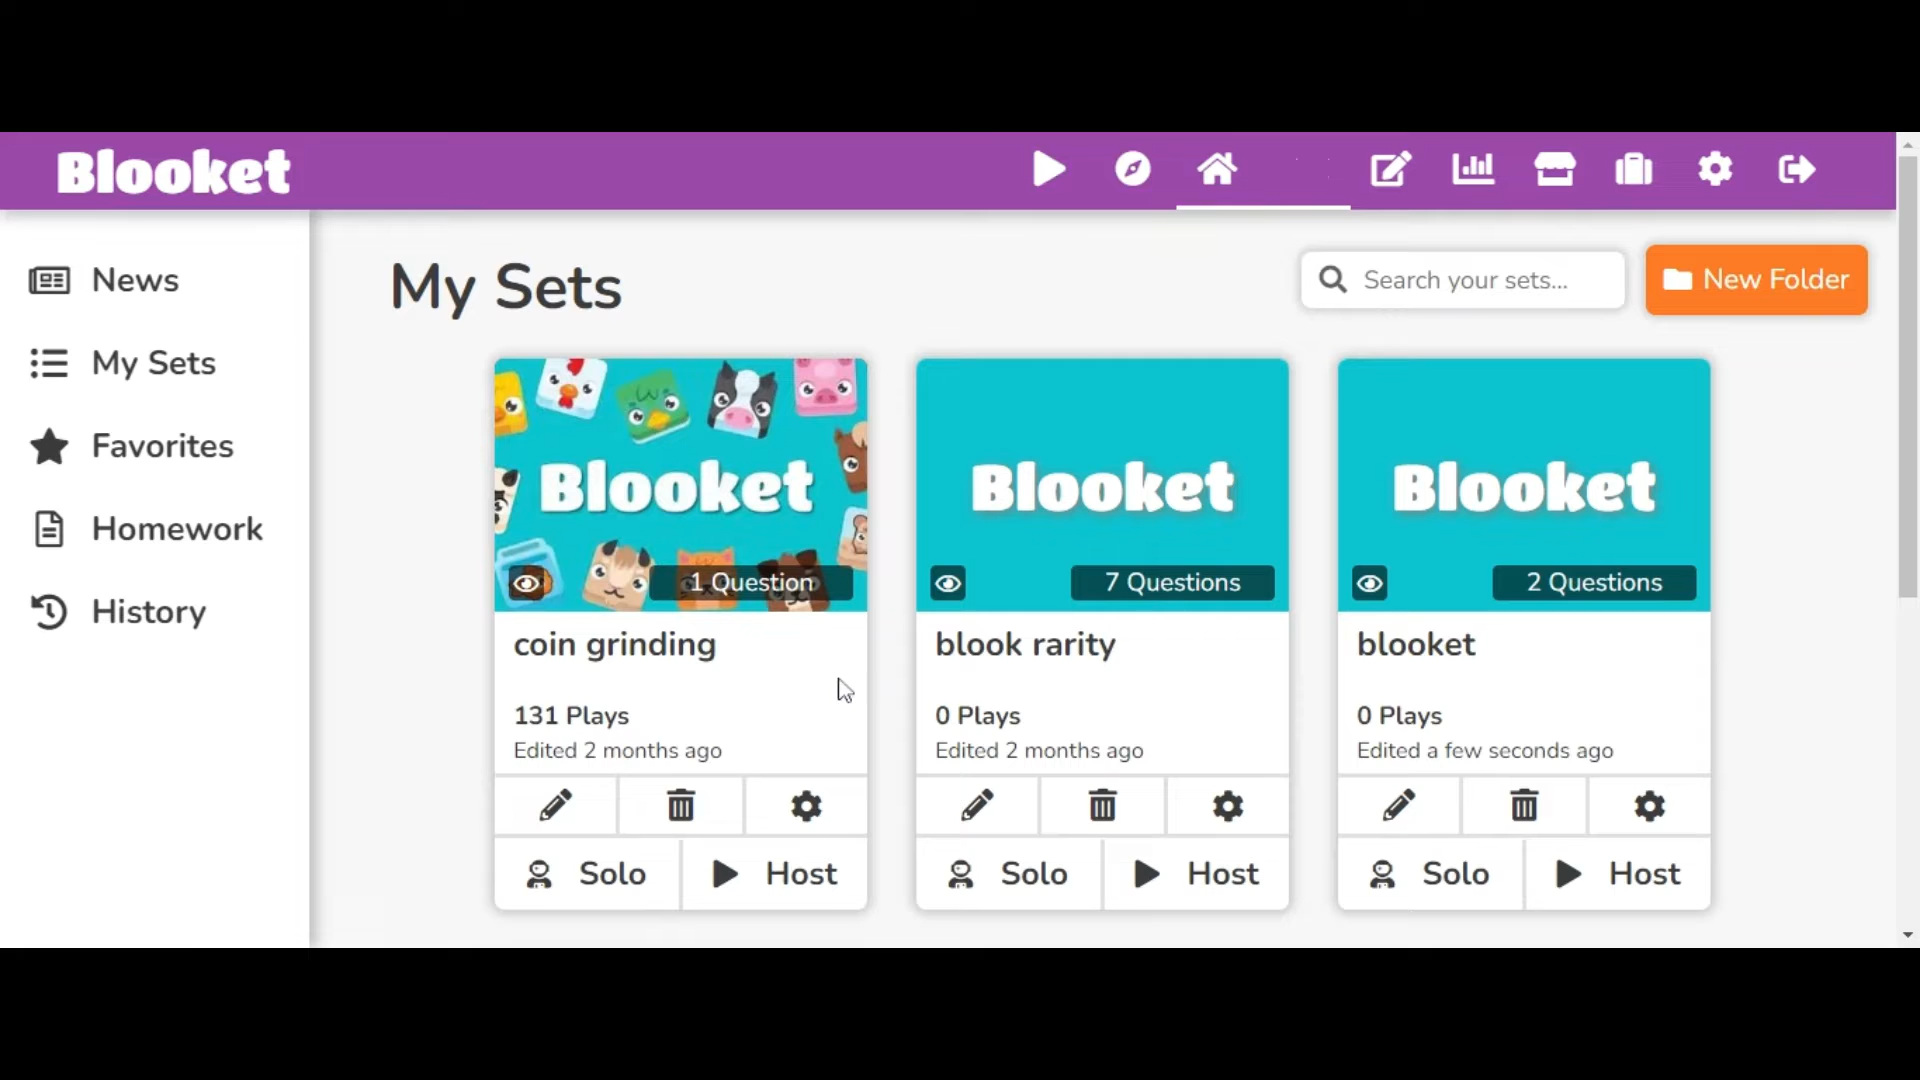 Blooket
News
My Sets
Favorites
Homework
History
My Sets
Search your sets...
New Folder
Blooket
1 Question
coin grinding
131 Plays
Edited 2 months ago
Solo
Host
Blooket
7 Questions
blook rarity
0 Plays
Edited 2 months ago
Solo
Host
Blooket
2 Questions
blooket
0 Plays
Edited a few seconds ago
Solo
Host